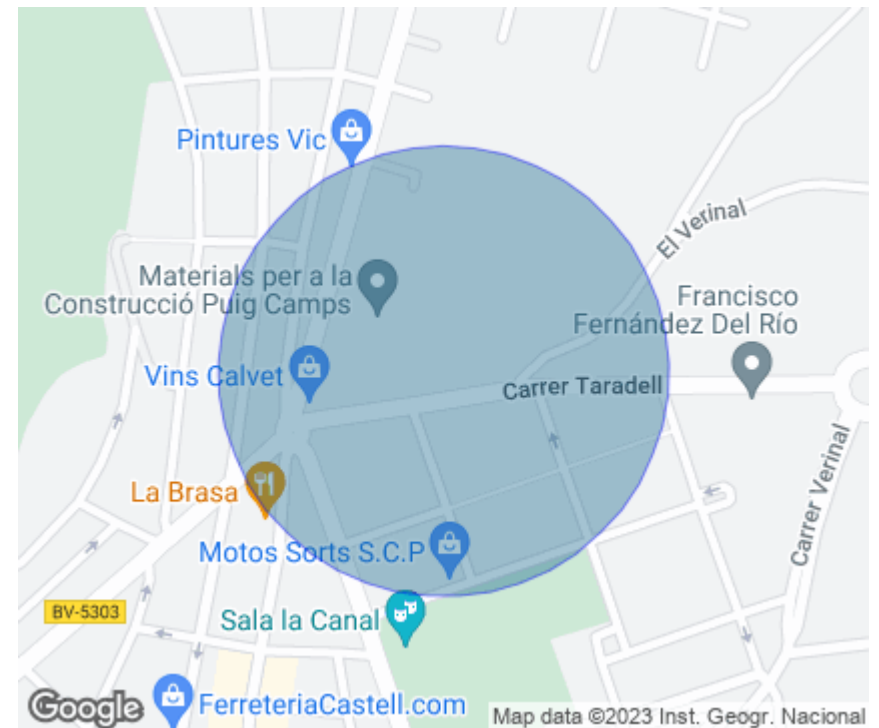 Pintures Vic
El Verinal
Materials per a la
Construcció Puig Camps
Francisco
Fernández Del Río
Vins Calvet
Carrer Taradell
La Brasa
Carrer Verinal
Motos Sorts S.C.P
BV-5303
Sala la Canal
FerreteriaCastell.com
Google
Map data ©2023 Inst. Geogr. Nacional